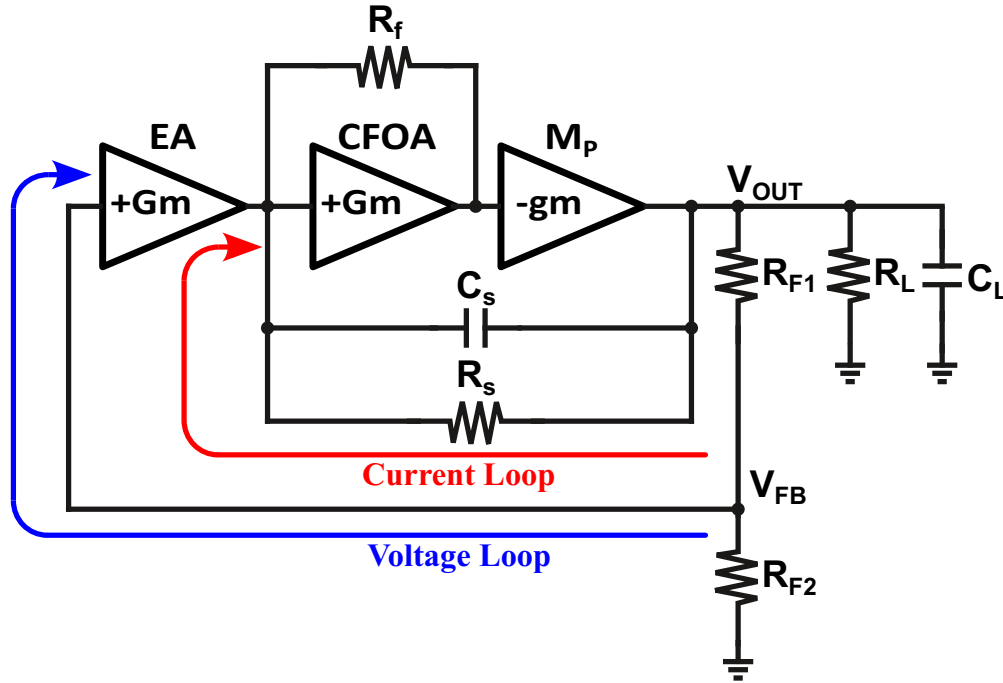 Rf
EA
CFOA
MP
+Gm
+Gm
-gm
VOUT
RF1
RL
CL
Cs
Rs
Current Loop
VFB
Voltage Loop
RF2